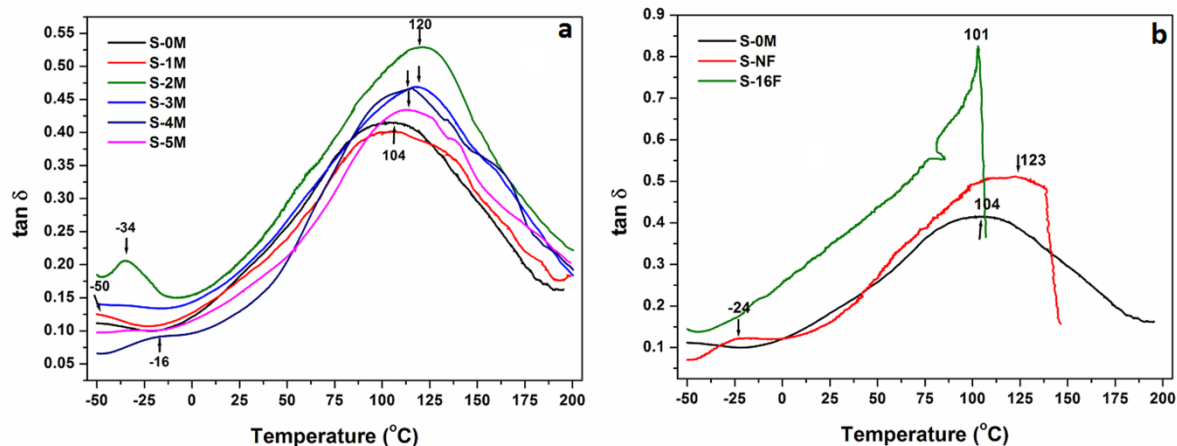 a
S-0M
S-1M
S-2M
S-3M
S-4M
S-5M
120
104
-34
-50
-16
0.55
0.50
0.45
0.40
0.35
0.30
0.25
0.20
0.15
0.10
0.05
tan δ
-50 -25 0 25 50 75 100 125 150 175 200
Temperature (°C)
b
S-0M
S-NF
S-16F
101
123
104
-24
0.9
0.8
0.7
0.6
0.5
0.4
0.3
0.2
0.1
tan δ
-50 -25 0 25 50 75 100 125 150 175 200
Temperature (°C)